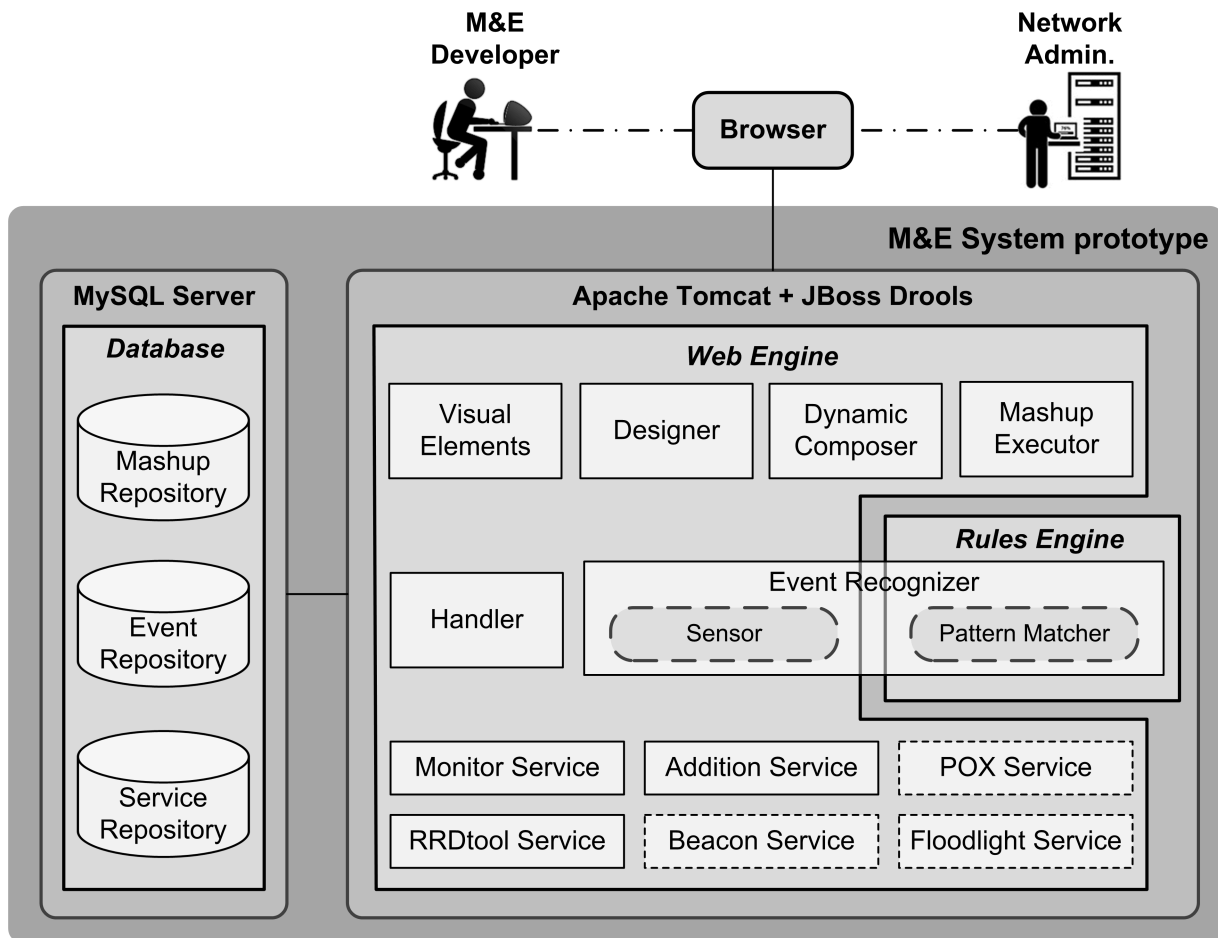 M&E
Developer
Network
Admin.
Browser
M&E System prototype
MySQL Server
Database
Mashup
Repository
Event
Repository
Service
Repository
Apache Tomcat + JBoss Drools
Web Engine
Visual
Elements
Designer
Dynamic
Composer
Mashup
Executor
Rules Engine
Handler
Event Recognizer
Sensor
Pattern Matcher
Monitor Service
Addition Service
POX Service
RRDtool Service
Beacon Service
Floodlight Service